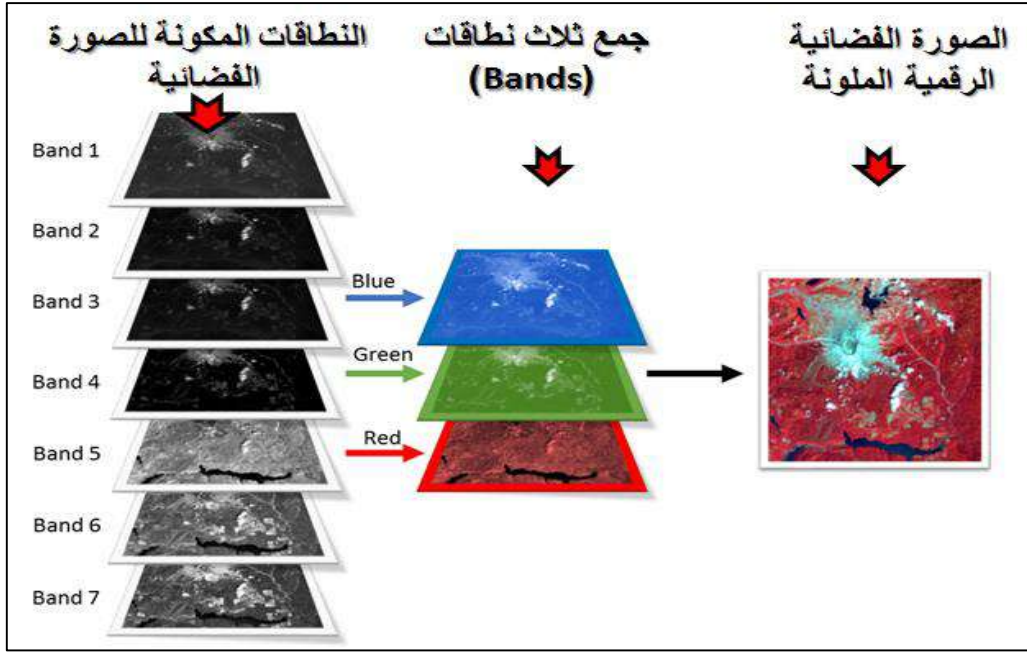 النطاقات المكونة للصورة
الفضائية
جمع ثلاث نطاقات
(Bands)
الصورة الفضائية
الرقمية الملونة
Band 1
Band 2
Band 3
Band 4
Band 5
Band 6
Band 7
Blue
Green
Red